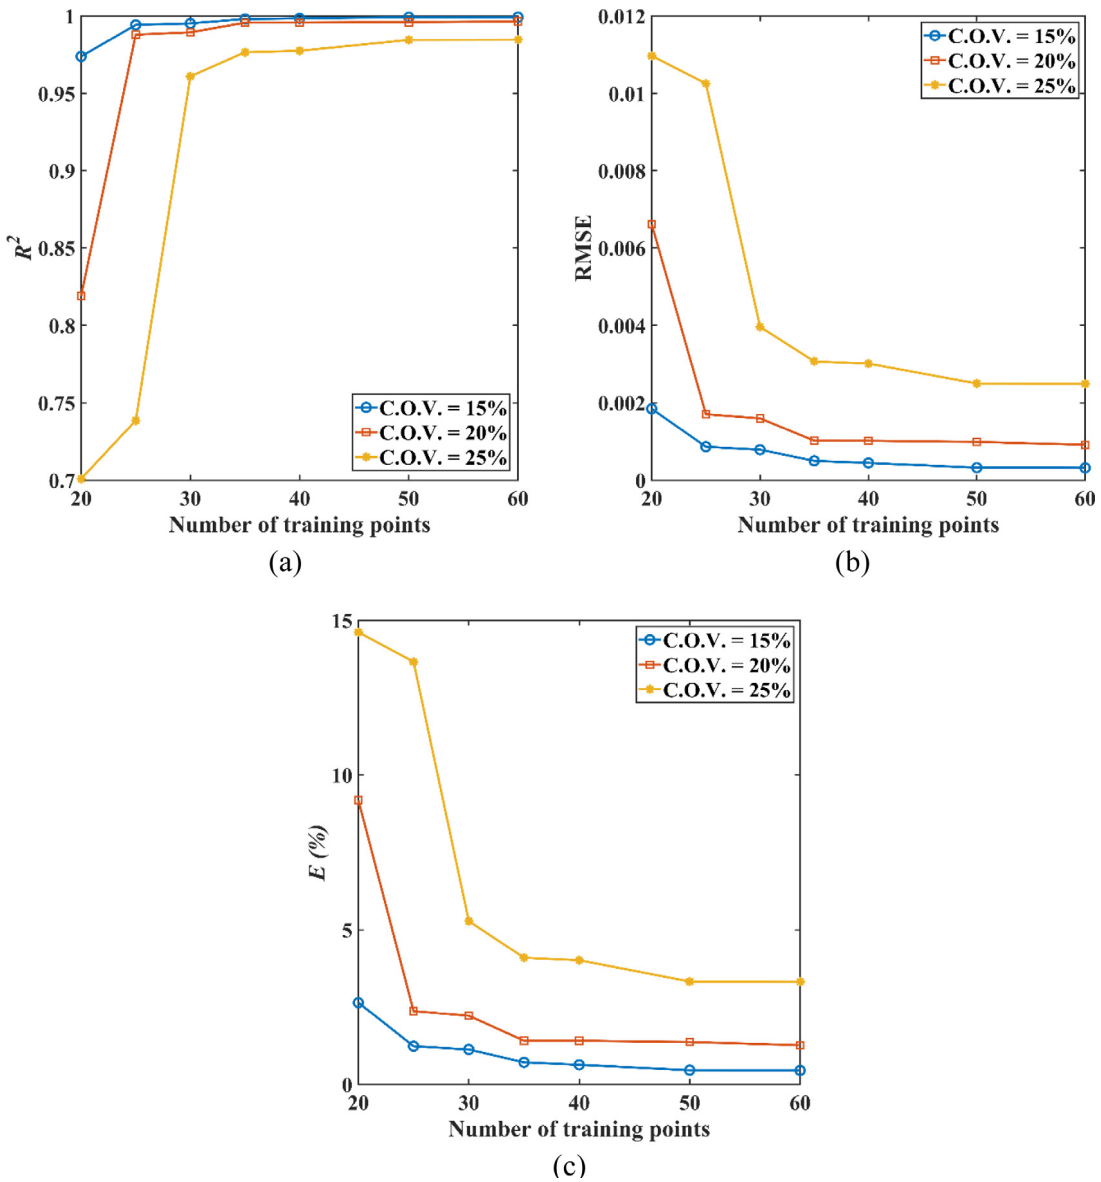 1
0.95
0.9
0.85
0.8
0.75
0.7
R²
20
30
40
50
60
Number of training points
C.O.V. = 15%
C.O.V. = 20%
C.O.V. = 25%
(a)
0.012
0.01
0.008
0.006
0.004
0.002
0
RMSE
20
30
40
50
60
Number of training points
C.O.V. = 15%
C.O.V. = 20%
C.O.V. = 25%
(b)
15
10
5
0
E (%)
20
30
40
50
60
Number of training points
C.O.V. = 15%
C.O.V. = 20%
C.O.V. = 25%
(c)